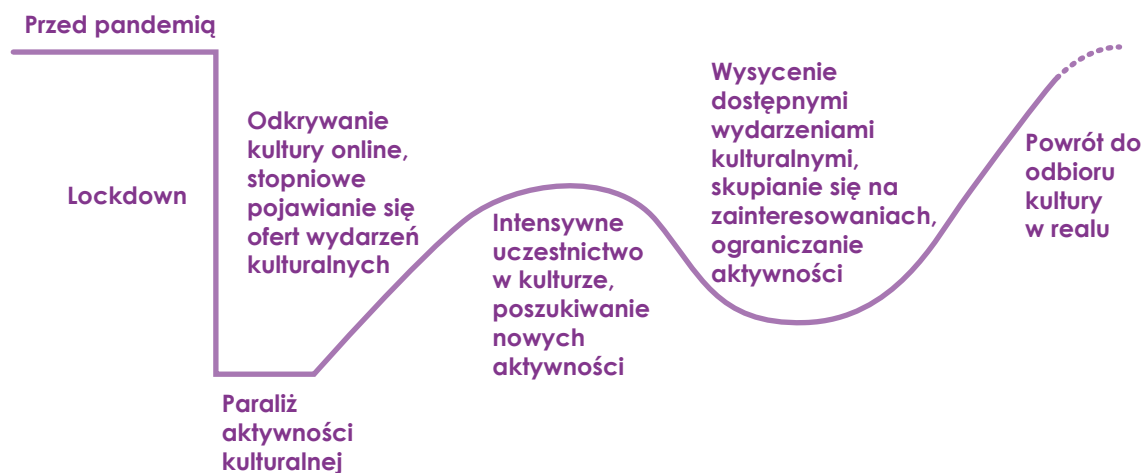 Przed pandemią
Lockdown
Odkrywanie
kultury online,
stopniowe
pojawianie się
ofert wydarzeń
kulturalnych
Paraliż
aktywności
kulturalnej
Intensywne
uczestnictwo
w kulturze,
poszukiwanie
nowych
aktywności
Wysycenie
dostępnymi
wydarzeniami
kulturalnymi,
skupianie się na
zainteresowaniach,
ograniczanie
aktywności
Powrót do
odbioru
kultury
w realu